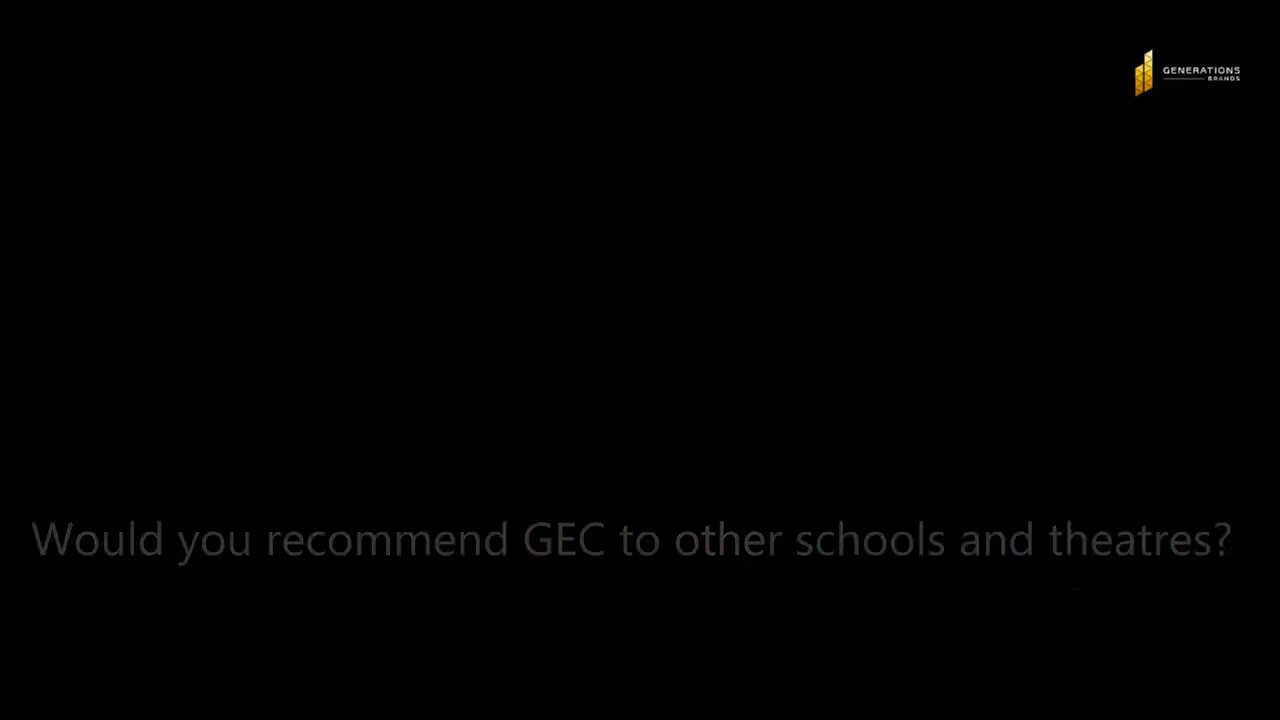 GENERATIONS
BRANDS
Would you recommend GEC to other schools and theatres?